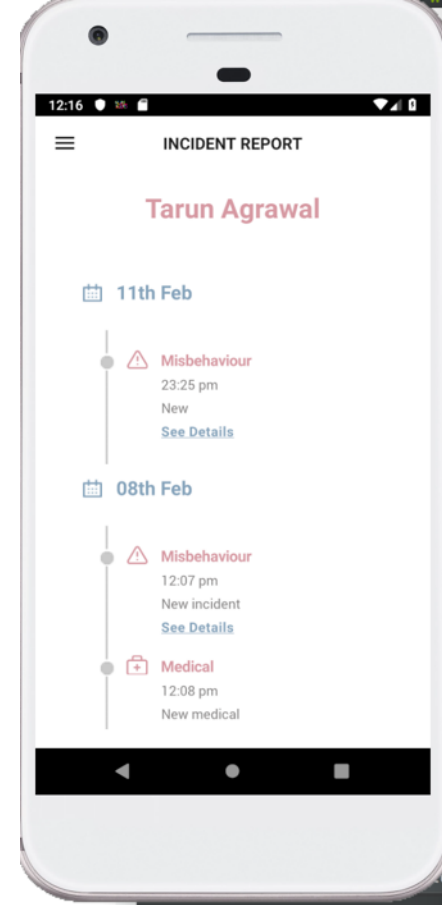 12:16
INCIDENT REPORT
Tarun Agrawal
11th Feb
Misbehaviour
23:25 pm
New
See Details
08th Feb
Misbehaviour
12:07 pm
New incident
See Details
Medical
12:08 pm
New medical